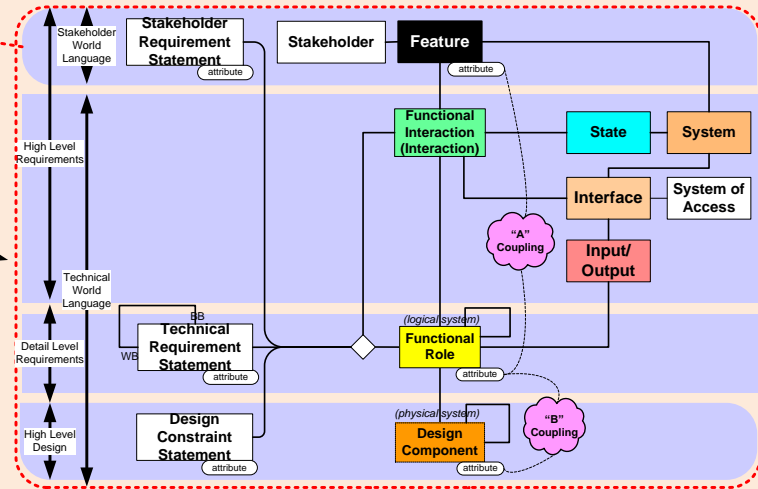 Stakeholder
World
Language
Stakeholder
Requirement
Statement
attribute
Stakeholder
Feature
attribute
High Level
Requirements
Functional
Interaction
(Interaction)
State
System
Interface
System of
Access
"A"
Coupling
Input/
Output
Technical
World
Language
Detail Level
Requirements
BB
WB
Technical
Requirement
Statement
attribute
(logical system)
Functional
Role
attribute
High Level
Design
Design
Constraint
Statement
attribute
(physical system)
Design
Component
attribute
"B"
Coupling